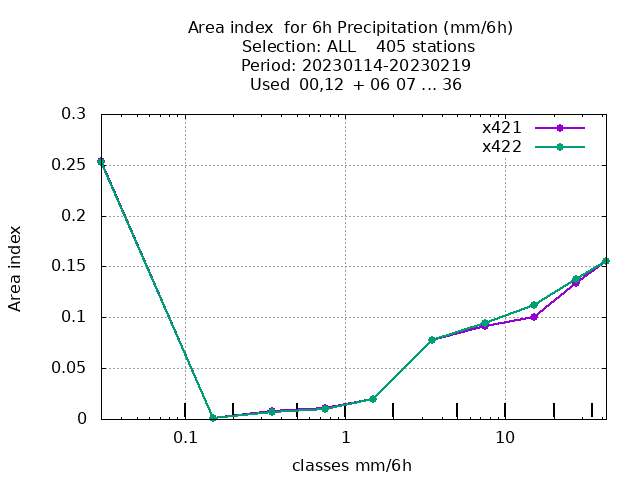 Area index  for 6h Precipitation (mm/6h)
Selection: ALL    405 stations
Period: 20230114-20230219
Used  00,12  + 06 07 ... 36
x421
x422
0.3
0.25
0.2
0.15
0.1
0.05
0
Area index
0.1 1 10
classes mm/6h